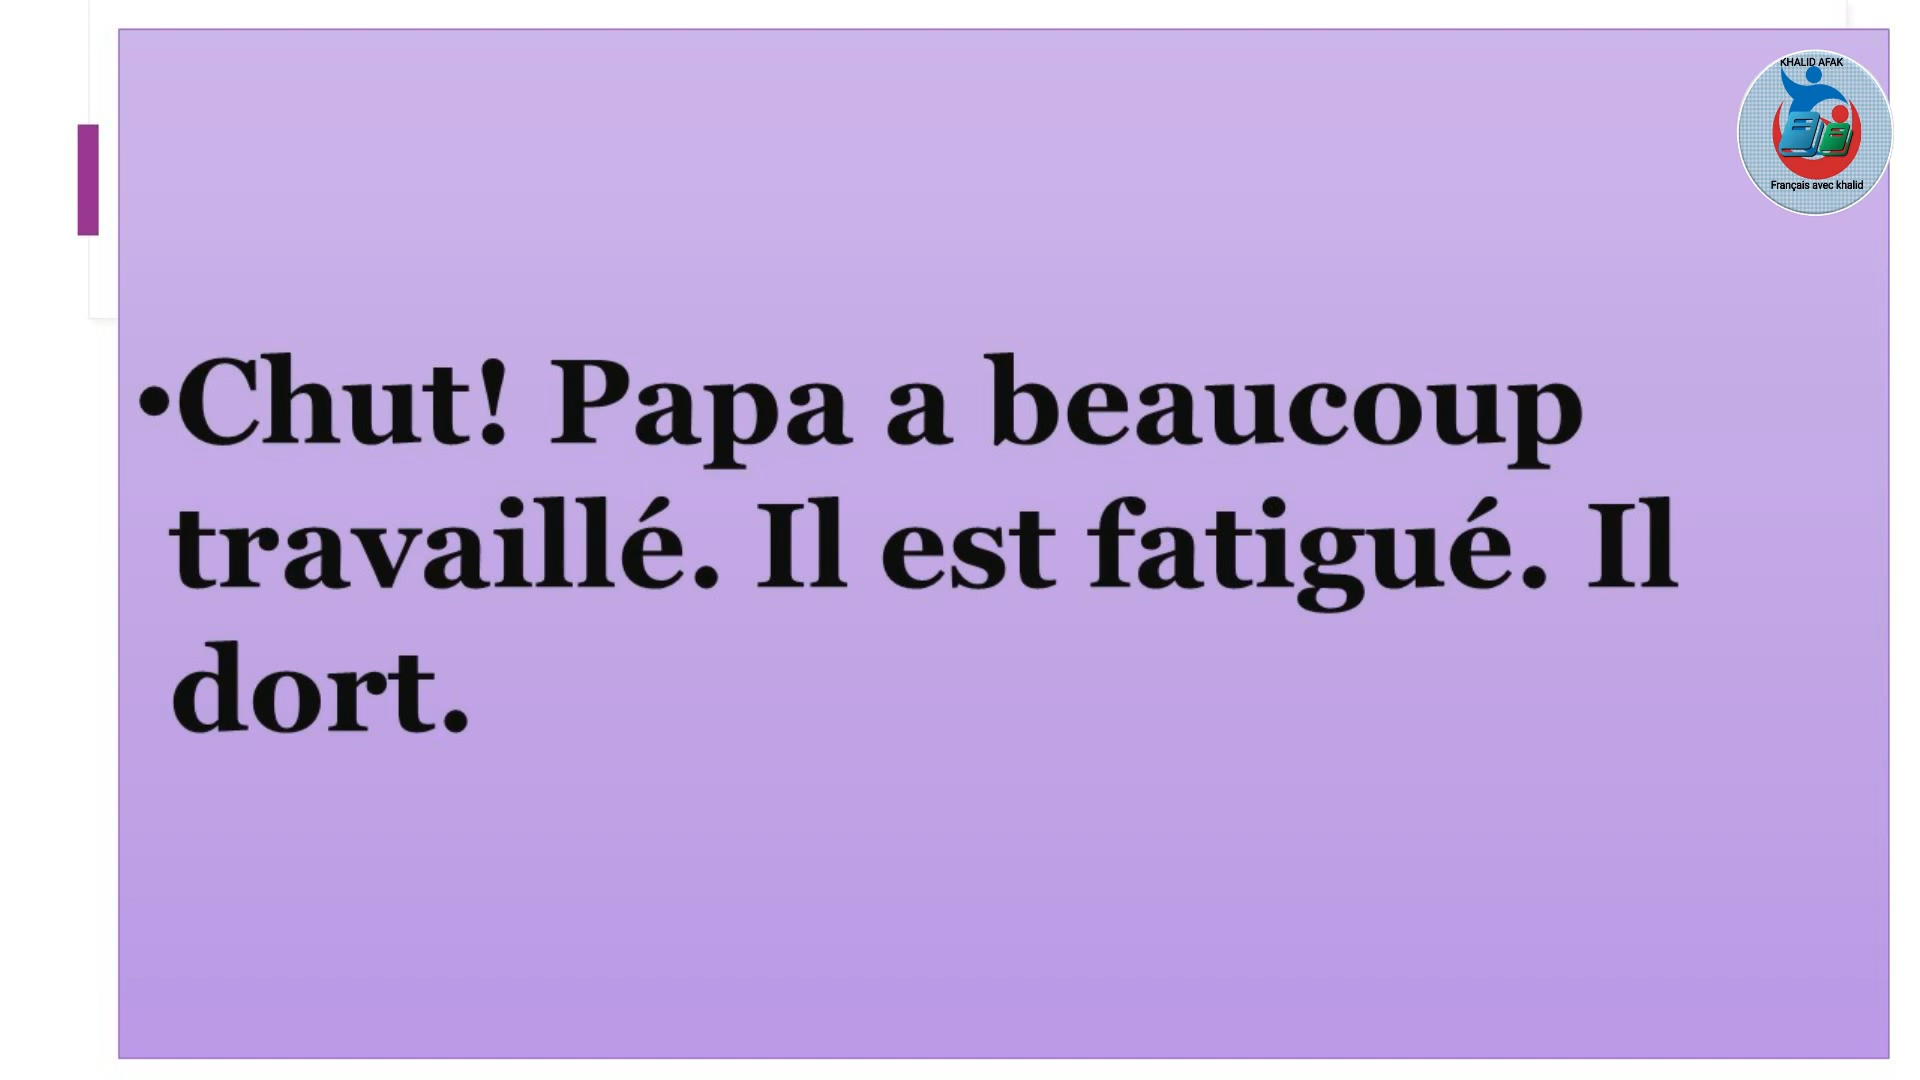 KHALID AFAK
Français avec khalid
•Chut! Papa a beaucoup
travaillé. Il est fatigué. Il
dort.